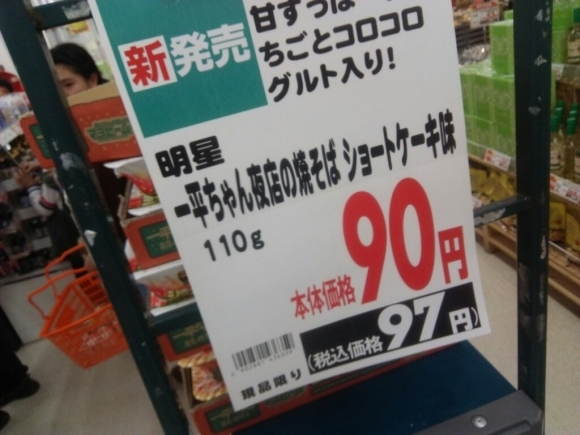 新発売
甘ずっぱ
ちごとコロコロ
グルト入り!
明星
一平ちゃん夜店の焼そば ショートケーキ味
110g
本体価格90円
(税込価格97円)
現品限り